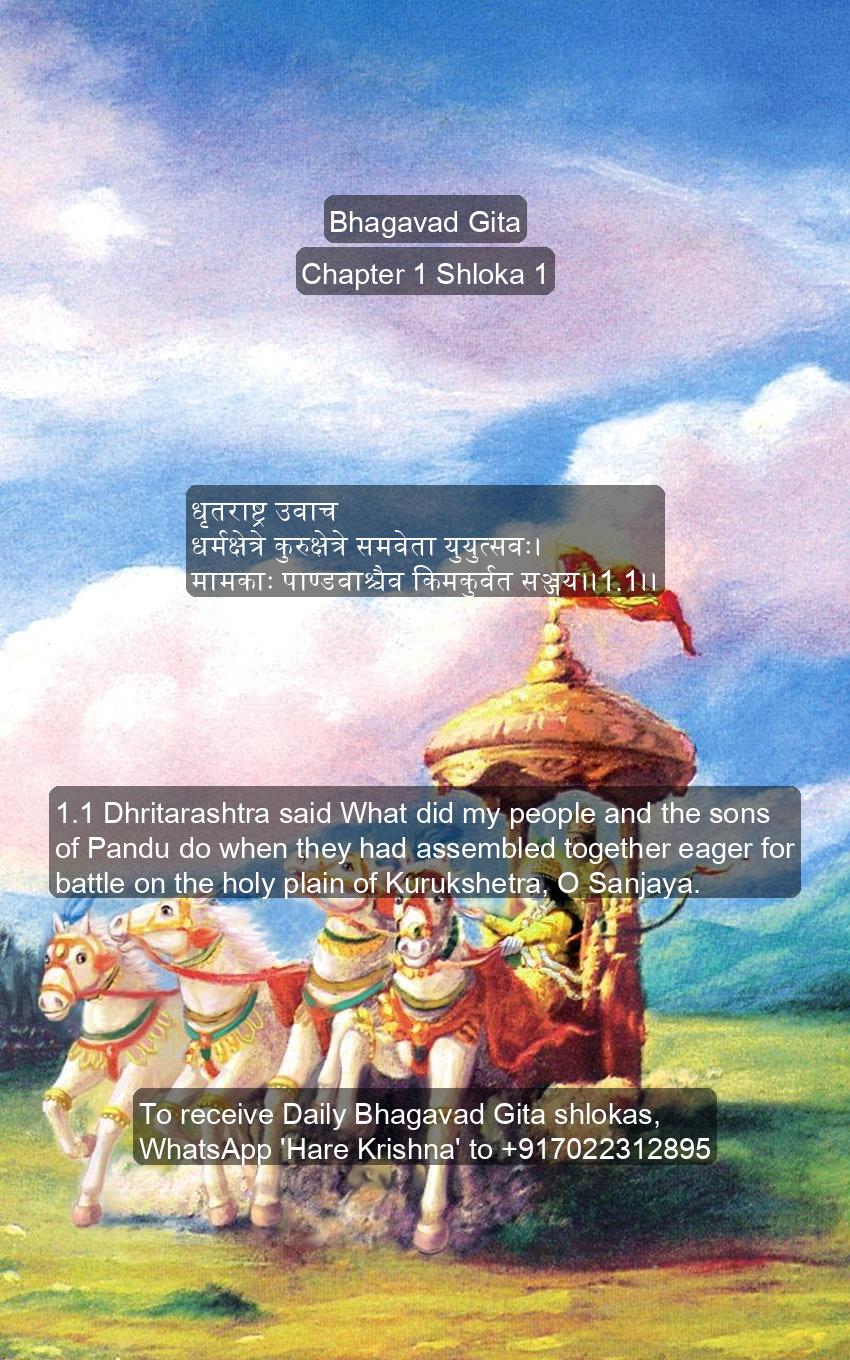 Bhagavad Gita
Chapter 1 Shloka 1
धृतराष्ट्र उवाच
धर्मक्षेत्रे कुरुक्षेत्रे समवेता युयुत्सवः।
मामकाः पाण्डवाश्चैव किमकुर्वत सञ्जय।।1.1।।
1.1 Dhritarashtra said What did my people and the sons
of Pandu do when they had assembled together eager for
battle on the holy plain of Kurukshetra, O Sanjaya.
To receive Daily Bhagavad Gita shlokas,
WhatsApp 'Hare Krishna' to +917022312895